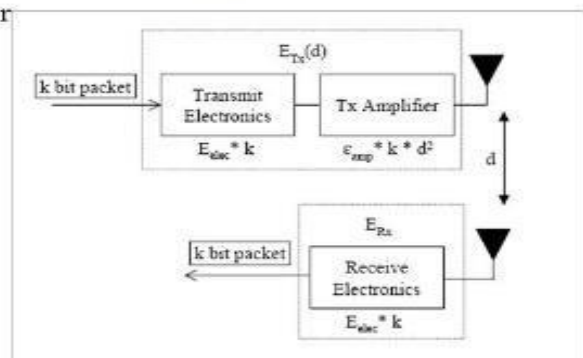 r
E_Tx(d)
k bit packet
Transmit
Electronics
Tx Amplifier
E_elec * k
ε_amp * k * d²
d
E_Rx
k bit packet
Receive
Electronics
E_elec * k